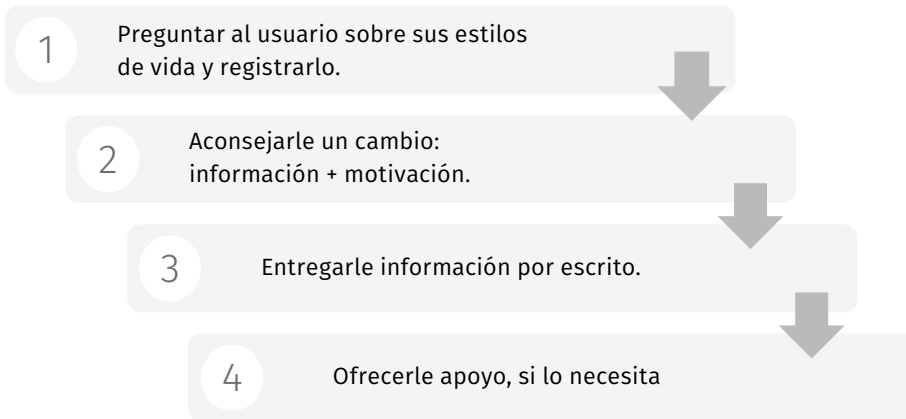 1
Preguntar al usuario sobre sus estilos
de vida y registrarlo.
2
Aconsejarle un cambio:
información + motivación.
3
Entregarle información por escrito.
4
Ofrecerle apoyo, si lo necesita